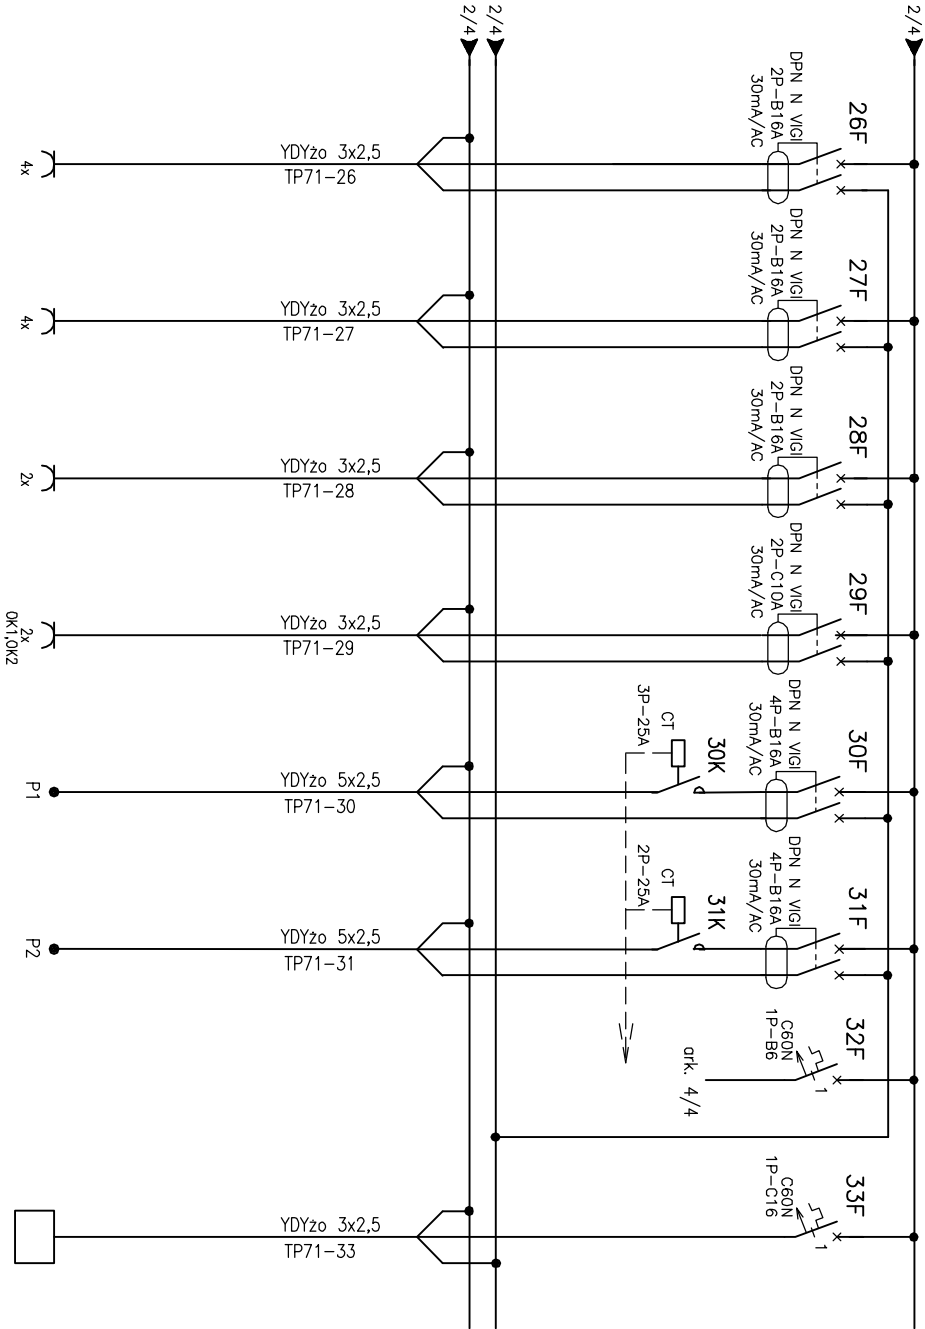 2/4
2/4
2/4
26F
DPN N VIGI
2P-B16A
30mA/AC
YDYżo 3x2,5
TP71-26
4x
27F
DPN N VIGI
2P-B16A
30mA/AC
YDYżo 3x2,5
TP71-27
4x
28F
DPN N VIGI
2P-B16A
30mA/AC
YDYżo 3x2,5
TP71-28
2x
29F
DPN N VIGI
2P-C10A
30mA/AC
YDYżo 3x2,5
TP71-29
2x
OK1,OK2
30F
DPN N VIGI
4P-B16A
30mA/AC
30K
CT
3P-25A
YDYżo 5x2,5
TP71-30
P1
31F
DPN N VIGI
4P-B16A
30mA/AC
31K
CT
2P-25A
YDYżo 5x2,5
TP71-31
P2
32F
C60N
1P-B6
1
ark. 4/4
33F
C60N
1P-C16
1
YDYżo 3x2,5
TP71-33